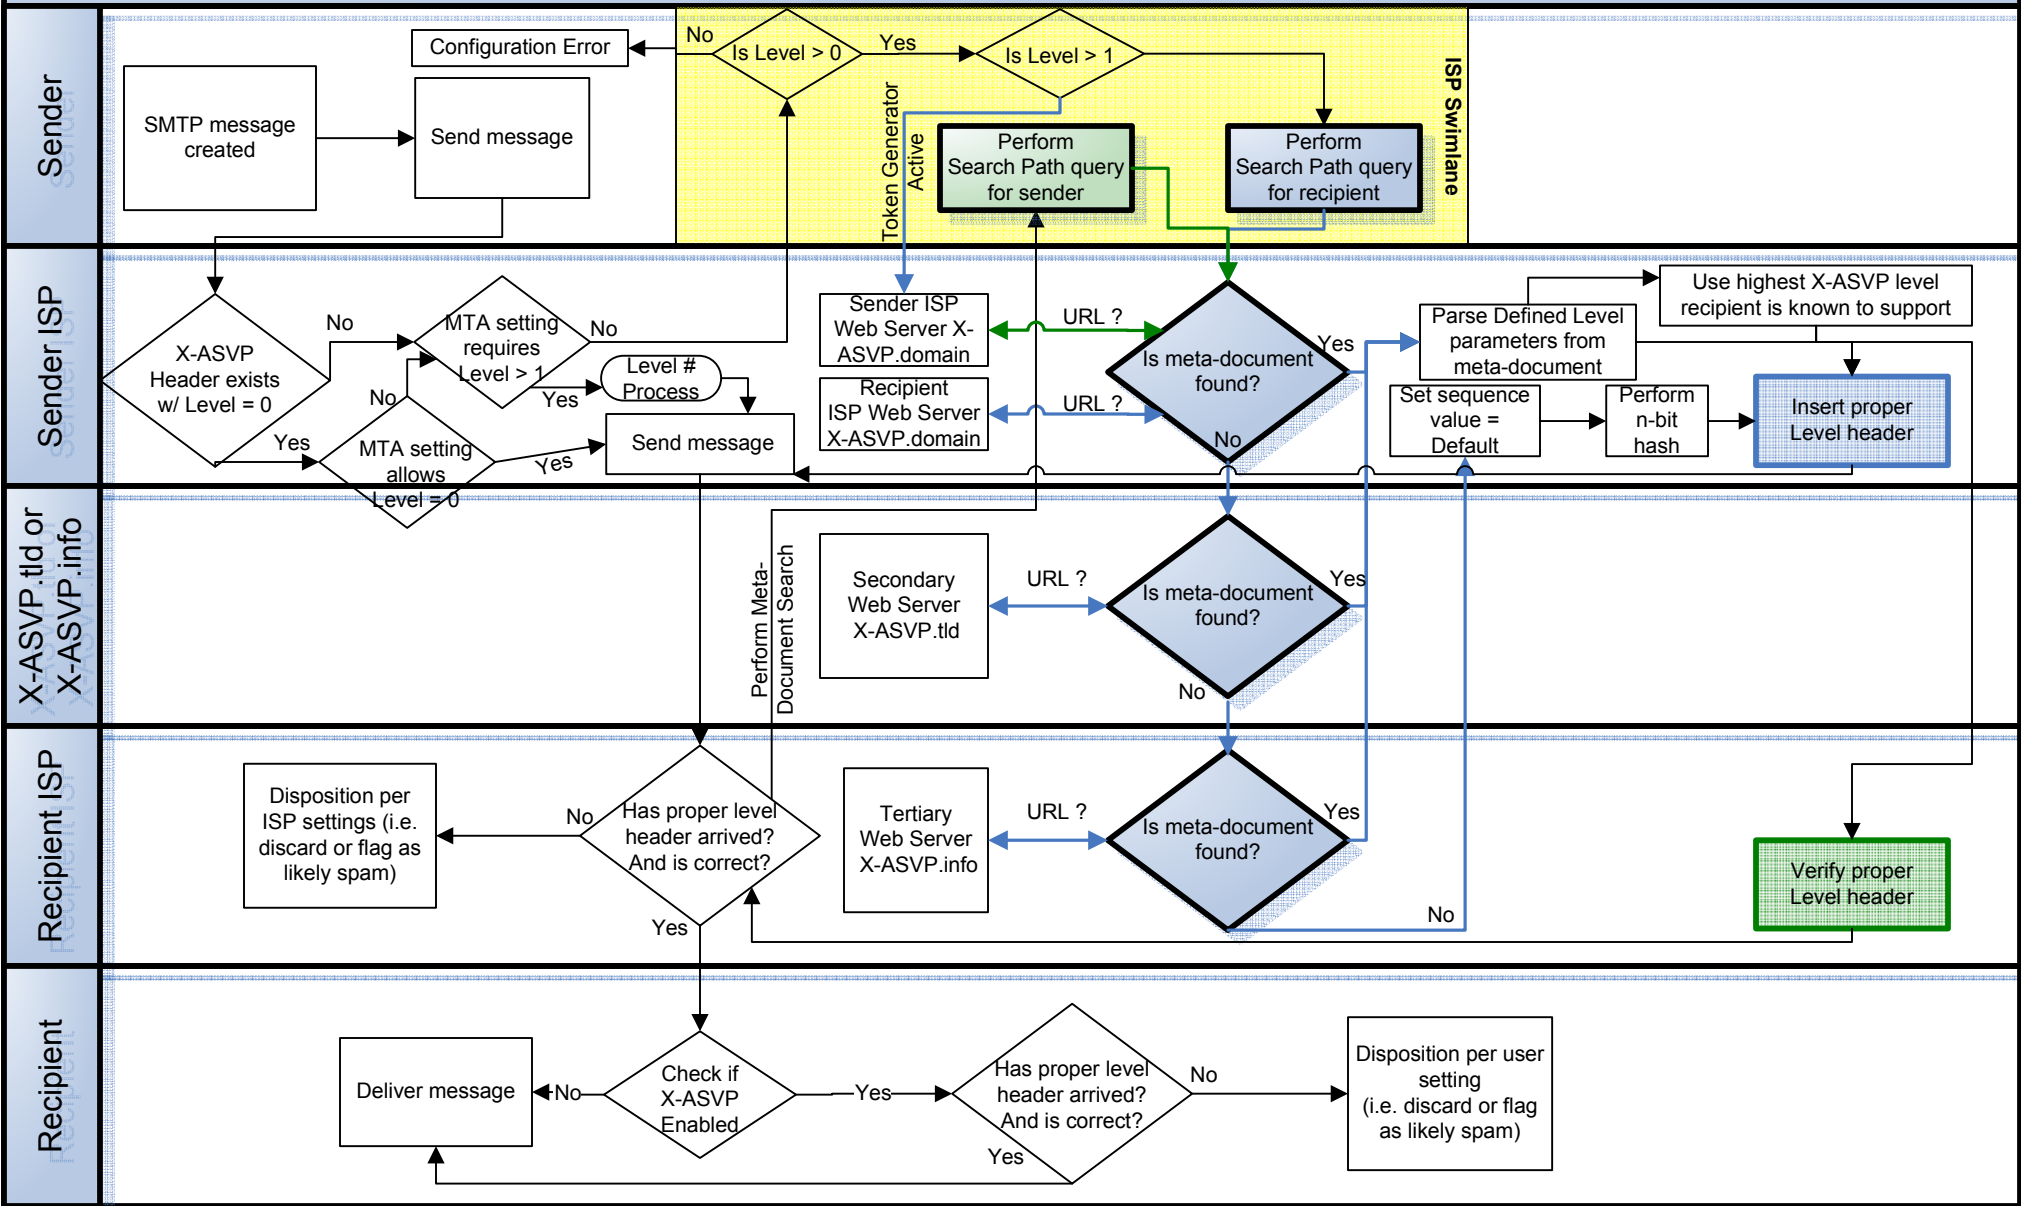 Sender
SMTP message
created
Send message
Configuration Error
No
Is Level > 0
Yes
Is Level > 1
Token Generator
Active
Perform
Search Path query
for sender
Perform
Search Path query
for recipient
ISP Swimlane
Sender ISP
X-ASVP
Header exists
w/ Level = 0
No
Yes
MTA setting
requires
Level > 1
No
Yes
No
MTA setting
allows
Level = 0
Yes
Level #
Process
Send message
Sender ISP
Web Server X-
ASVP.domain
URL ?
Recipient
ISP Web Server
X-ASVP.domain
URL ?
Is meta-document
found?
Yes
No
Parse Defined Level
parameters from
meta-document
Use highest X-ASVP level
recipient is known to support
Set sequence
value =
Default
Perform
n-bit
hash
Insert proper
Level header
X-ASVP.tld or
X-ASVP.info
Perform Meta-
Document Search
Secondary
Web Server
X-ASVP.tld
URL ?
Is meta-document
found?
Yes
No
Recipient ISP
Disposition per
ISP settings (i.e.
discard or flag as
likely spam)
No
Has proper level
header arrived?
And is correct?
Yes
Tertiary
Web Server
X-ASVP.info
URL ?
Is meta-document
found?
Yes
No
Verify proper
Level header
Recipient
Deliver message
No
Check if
X-ASVP
Enabled
Yes
Has proper level
header arrived?
And is correct?
Yes
No
Disposition per user
setting
(i.e. discard or flag
as likely spam)